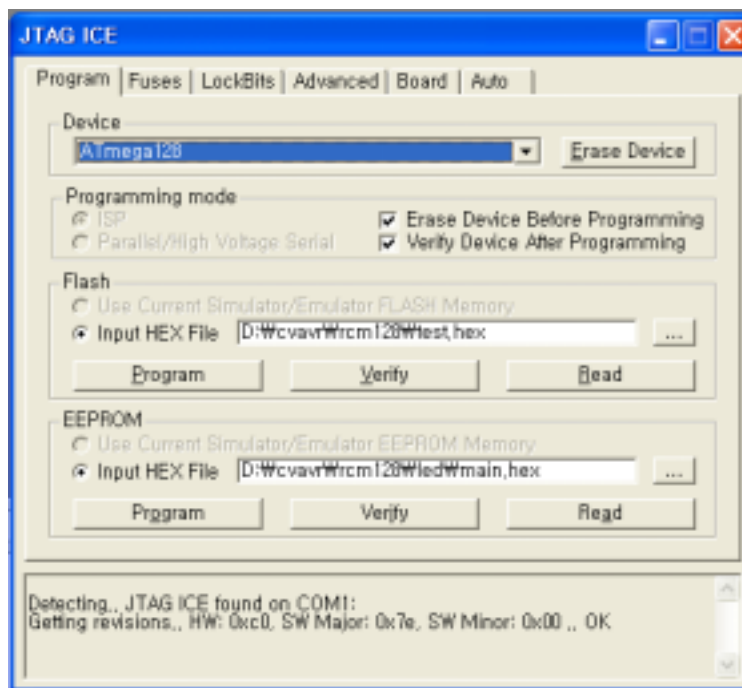 JTAG ICE
Program Fuses LockBits Advanced Board Auto
Device
ATmega128 Erase Device
Programming mode
ISP Erase Device Before Programming
Parallel/High Voltage Serial Verify Device After Programming
Flash
Use Current Simulator/Emulator FLASH Memory
Input HEX File D:₩cvavr₩rcm128₩test.hex ...
Program Verify Read
EEPROM
Use Current Simulator/Emulator EEPROM Memory
Input HEX File D:₩cvavr₩rcm128₩led₩main.hex ...
Program Verify Read
Detecting.. JTAG ICE found on COM1:
Getting revisions.. HW: 0xc0, SW Major: 0x7e, SW Minor: 0x00 .. OK